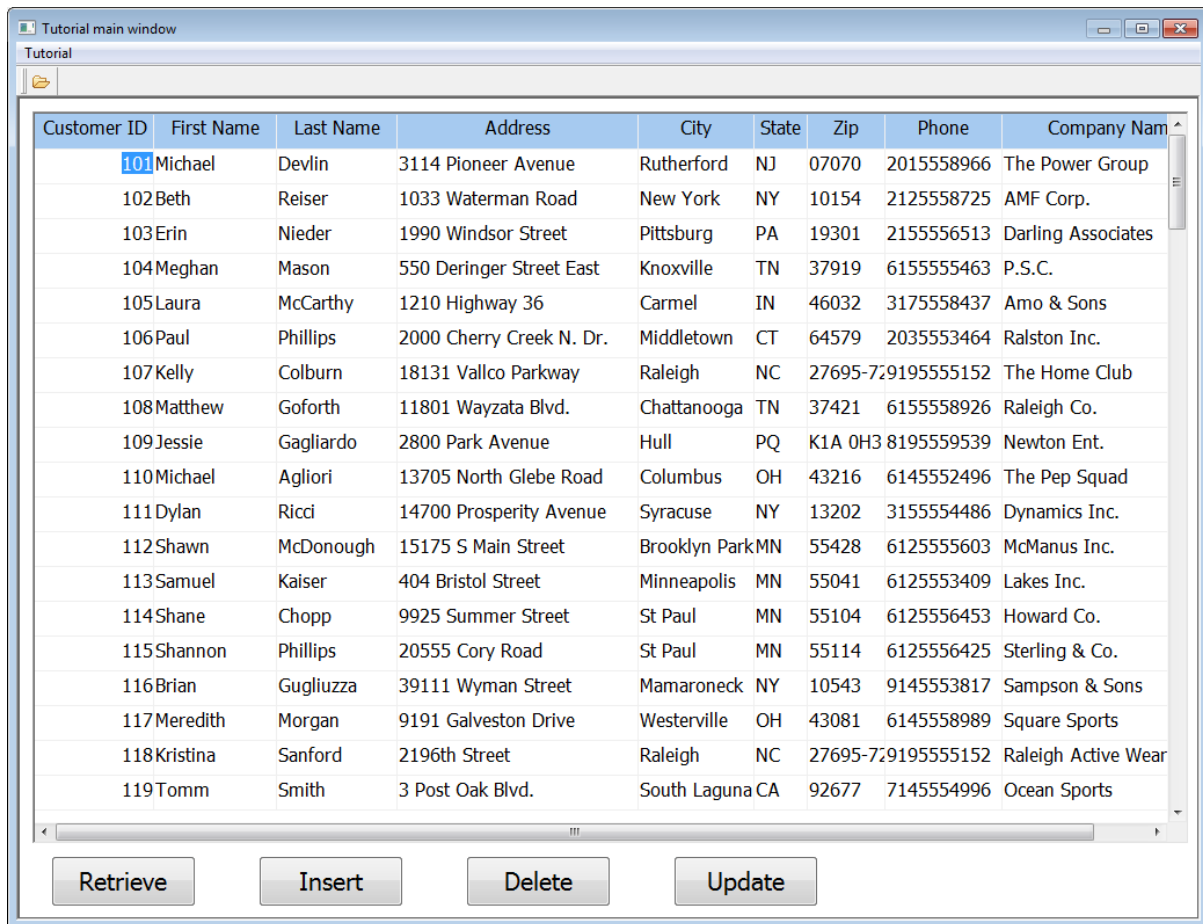 Tutorial main window
Tutorial
Customer ID First Name Last Name Address City State Zip Phone Company Nam
101 Michael Devlin 3114 Pioneer Avenue Rutherford NJ 07070 2015558966 The Power Group
102 Beth Reiser 1033 Waterman Road New York NY 10154 2125558725 AMF Corp.
103 Erin Nieder 1990 Windsor Street Pittsburg PA 19301 2155556513 Darling Associates
104 Meghan Mason 550 Deringer Street East Knoxville TN 37919 6155555463 P.S.C.
105 Laura McCarthy 1210 Highway 36 Carmel IN 46032 3175558437 Amo & Sons
106 Paul Phillips 2000 Cherry Creek N. Dr. Middletown CT 64579 2035553464 Ralston Inc.
107 Kelly Colburn 18131 Vallco Parkway Raleigh NC 27695-72 9195555152 The Home Club
108 Matthew Goforth 11801 Wayzata Blvd. Chattanooga TN 37421 6155558926 Raleigh Co.
109 Jessie Gagliardo 2800 Park Avenue Hull PQ K1A 0H3 8195559539 Newton Ent.
110 Michael Agliori 13705 North Glebe Road Columbus OH 43216 6145552496 The Pep Squad
111 Dylan Ricci 14700 Prosperity Avenue Syracuse NY 13202 3155554486 Dynamics Inc.
112 Shawn McDonough 15175 S Main Street Brooklyn Park MN 55428 6125555603 McManus Inc.
113 Samuel Kaiser 404 Bristol Street Minneapolis MN 55041 6125553409 Lakes Inc.
114 Shane Chopp 9925 Summer Street St Paul MN 55104 6125556453 Howard Co.
115 Shannon Phillips 20555 Cory Road St Paul MN 55114 6125556425 Sterling & Co.
116 Brian Gugliuzza 39111 Wyman Street Mamaroneck NY 10543 9145553817 Sampson & Sons
117 Meredith Morgan 9191 Galveston Drive Westerville OH 43081 6145558989 Square Sports
118 Kristina Sanford 2196th Street Raleigh NC 27695-72 9195555152 Raleigh Active Wear
119 Tomm Smith 3 Post Oak Blvd. South Laguna CA 92677 7145554996 Ocean Sports
Retrieve Insert Delete Update